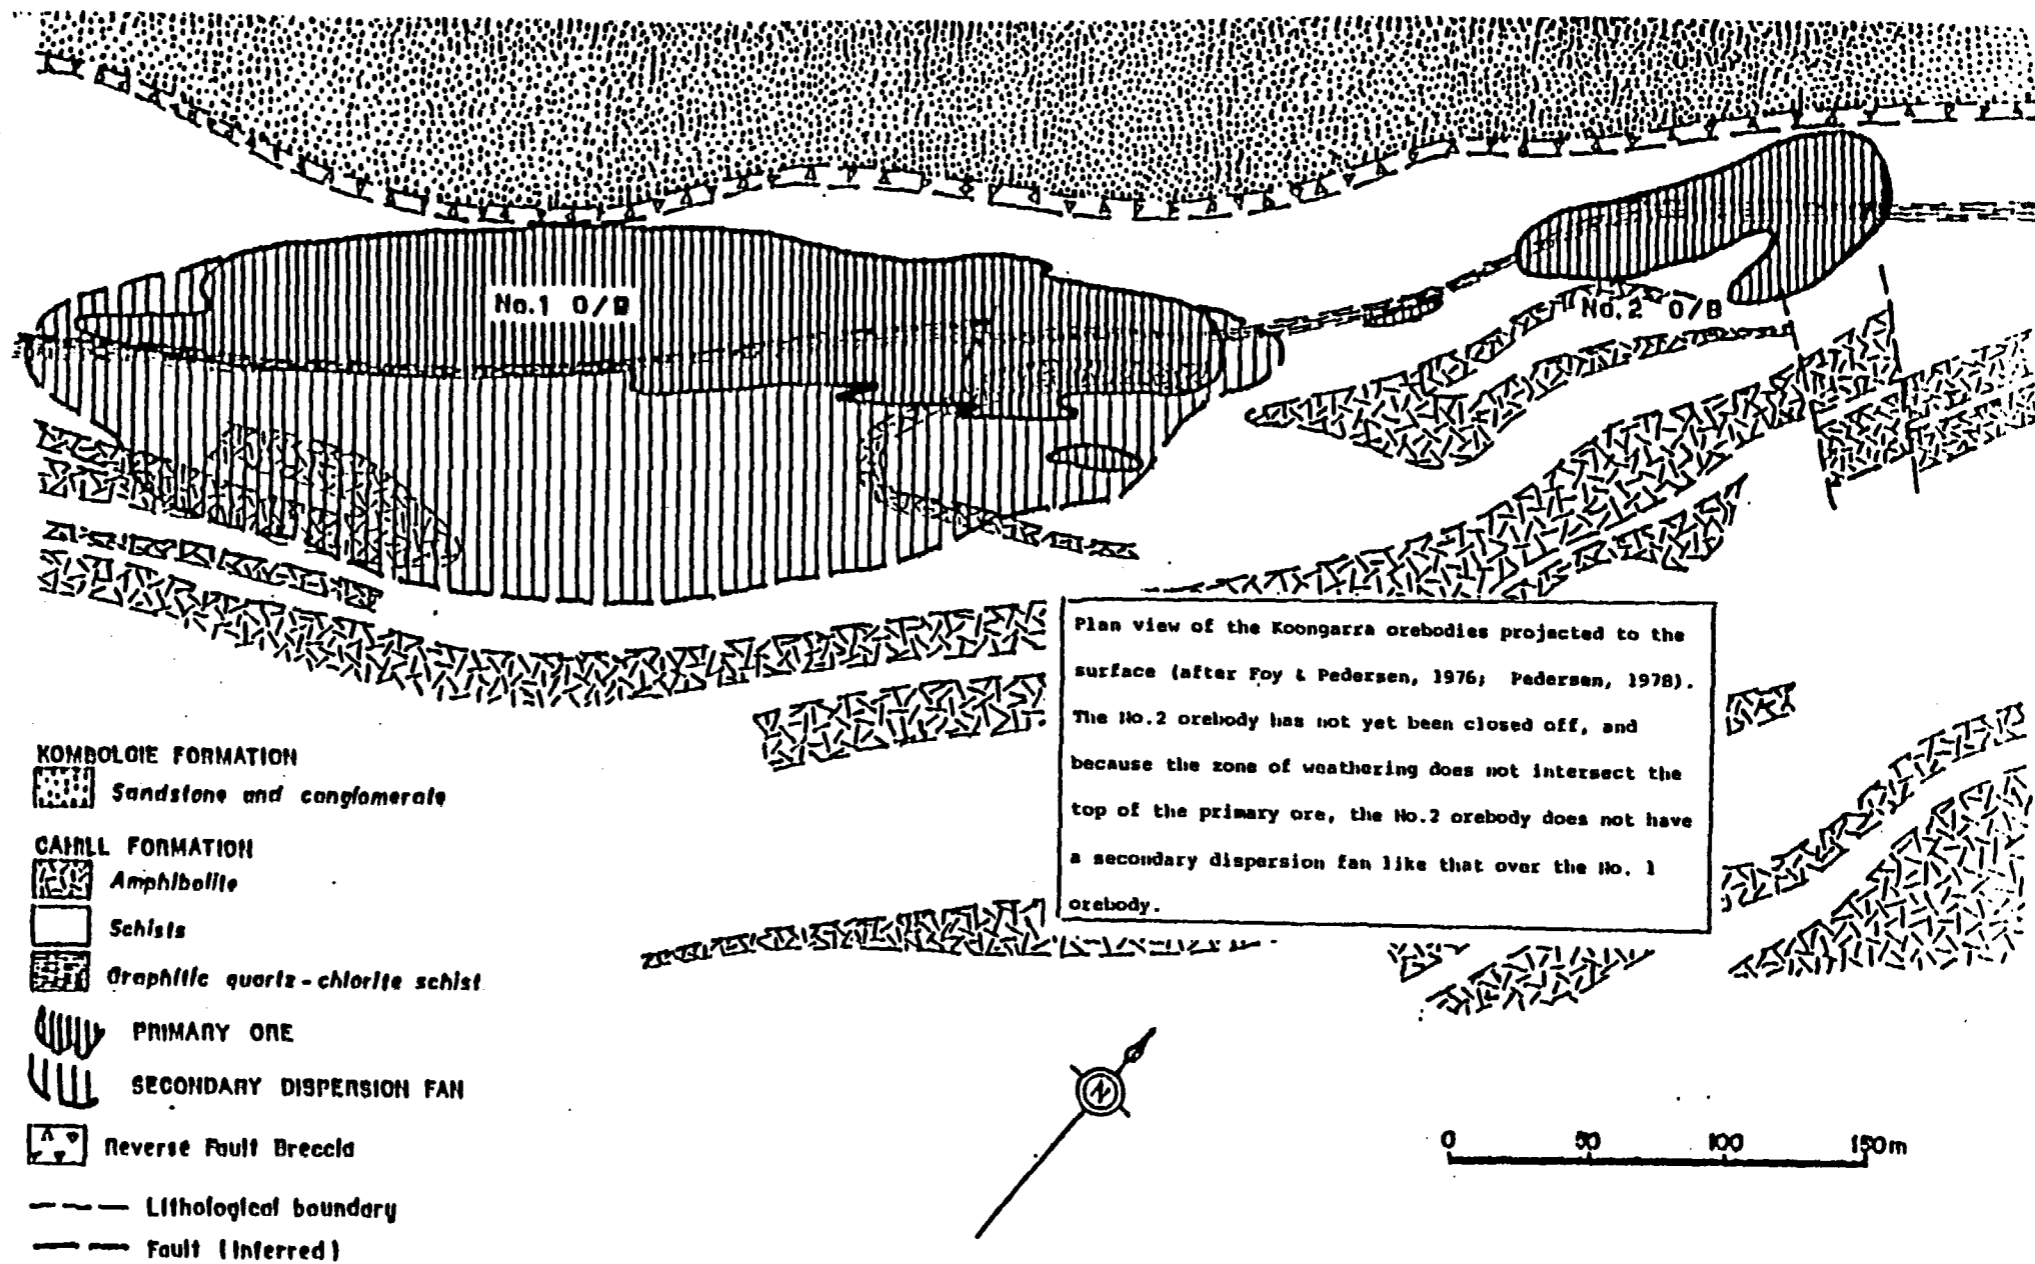 No.1 O/B
No.2 O/B
Plan view of the Koongarra orebodies projected to the
surface (after Foy & Pedersen, 1976; Pedersen, 1978).
The No.2 orebody has not yet been closed off, and
because the zone of weathering does not intersect the
top of the primary ore, the No.2 orebody does not have
a secondary dispersion fan like that over the No. 1
orebody.
KOMBOLGIE FORMATION
Sandstone and conglomerate
CAHILL FORMATION
Amphibolite
Schists
Graphitic quartz-chlorite schist
PRIMARY ORE
SECONDARY DISPERSION FAN
Reverse Fault Breccia
Lithological boundary
Fault (Inferred)
N
0 50 100 150m